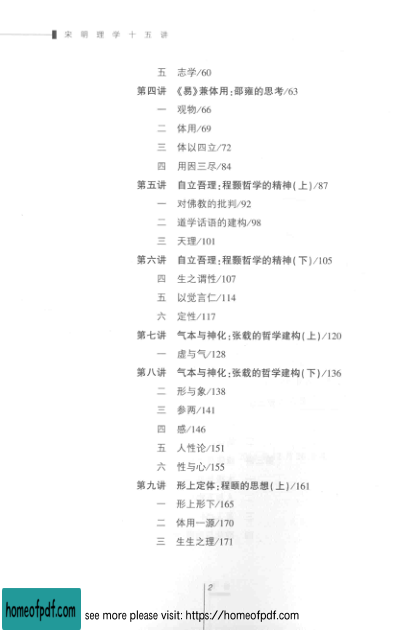 宋明理学十五讲
五 志学/60
第四讲 《易》兼体用:邵雍的思考/63
一 观物/66
二 体用/69
三 体以四立/72
四 用因三尽/84
第五讲 自立吾理:程颢哲学的精神(上)/87
一 对佛教的批判/92
二 道学话语的建构/98
三 天理/101
第六讲 自立吾理:程颢哲学的精神(下)/105
四 生之谓性/107
五 以觉言仁/114
六 定性/117
第七讲 气本与神化:张载的哲学建构(上)/120
一 虚与气/128
第八讲 气本与神化:张载的哲学建构(下)/136
二 形与象/138
三 参两/141
四 感/146
五 人性论/151
六 性与心/155
第九讲 形上定体:程颐的思想(上)/161
一 形上形下/165
二 体用一源/170
三 生生之理/171
2
homeofpdf.com
see more please visit: https://homeofpdf.com